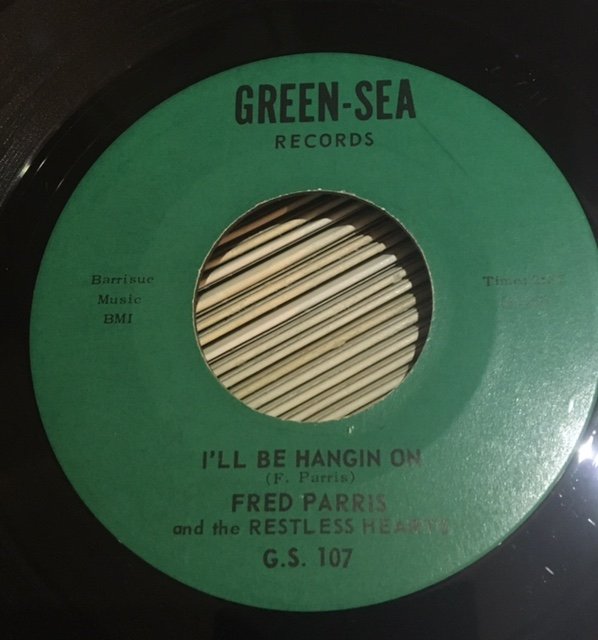 GREEN-SEA
RECORDS
Barrisue
Music
BMI
I'LL BE HANGIN ON
(F. Parris)
FRED PARRIS
and the RESTLESS HEARTS
G.S. 107